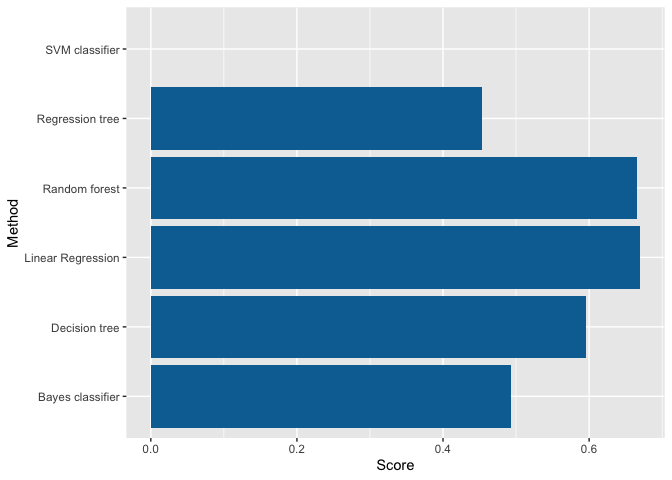 SVM classifier
Regression tree
Random forest
Linear Regression
Decision tree
Bayes classifier
Method
0.0 0.2 0.4 0.6
Score